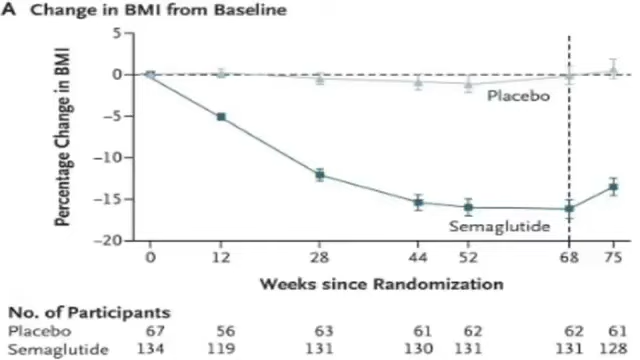 A Change in BMI from Baseline
Percentage Change in BMI
5
0
−5
−10
−15
−20
Placebo
Semaglutide
0 12 28 44 52 68 75
Weeks since Randomization
No. of Participants
Placebo 67 56 63 61 62 62 61
Semaglutide 134 119 131 130 131 131 128